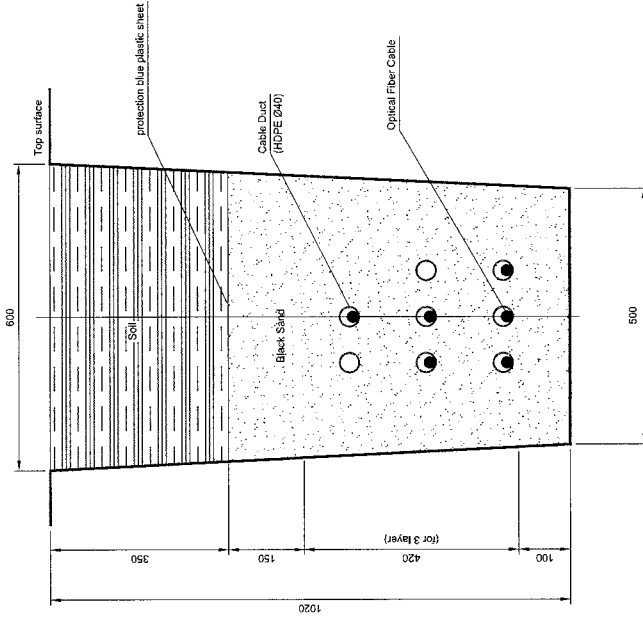 600
Top surface
protection blue plastic sheet
Soil
Cable Duct
(HDPE Ø40)
Black Sand
Optical Fiber Cable
350
150
420
(for 3 layer)
100
1020
500